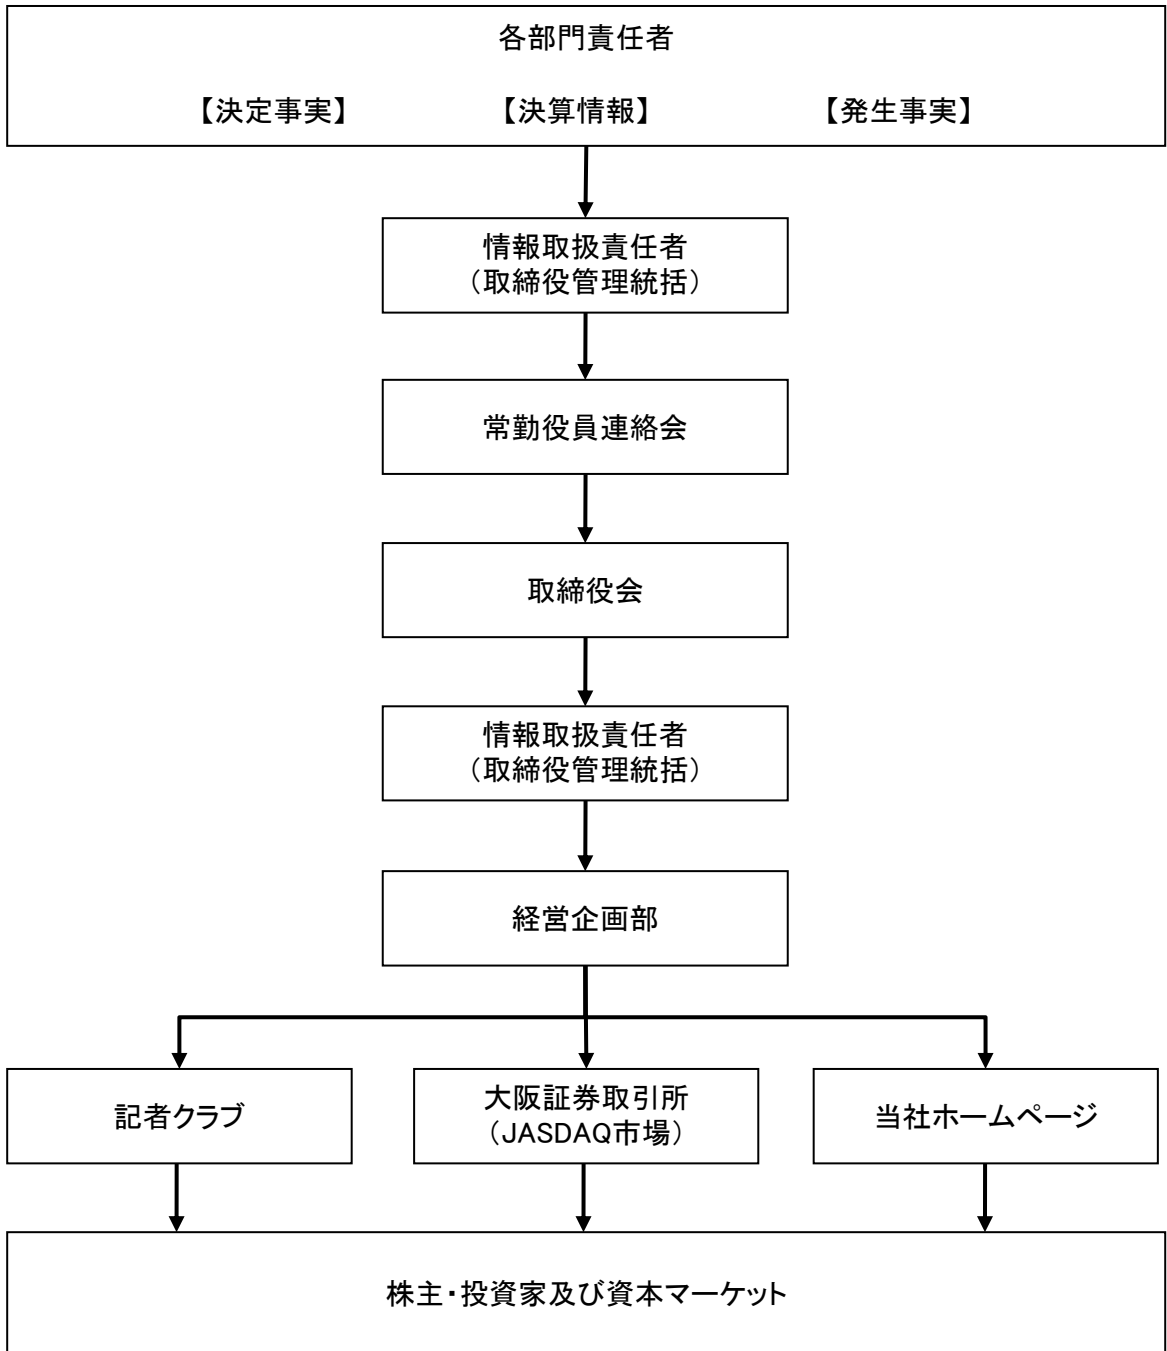 各部門責任者
【決定事実】 【決算情報】 【発生事実】
情報取扱責任者
（取締役管理統括）
常勤役員連絡会
取締役会
情報取扱責任者
（取締役管理統括）
経営企画部
記者クラブ
大阪証券取引所
（JASDAQ市場）
当社ホームページ
株主・投資家及び資本マーケット